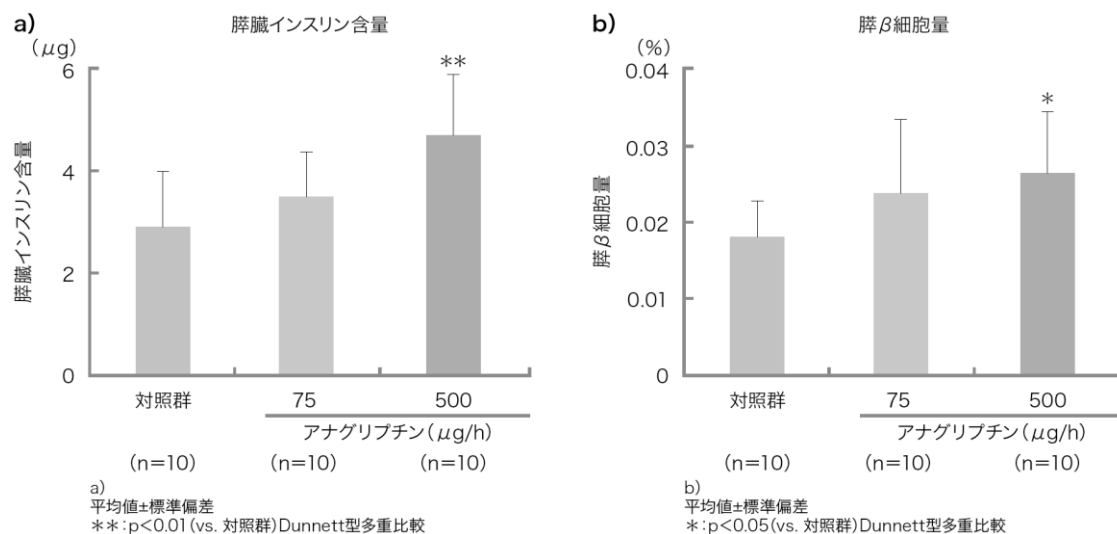 a) 膵臓インスリン含量
(μg)
膵臓インスリン含量
6
**
4
2
0
対照群 75 500
アナグリプチン(μg/h)
(n=10) (n=10) (n=10)
a)
平均値±標準偏差
**:p<0.01(vs. 対照群)Dunnett型多重比較
b) 膵β細胞量
(%)
膵β細胞量
0.04
*
0.03
0.02
0.01
0
対照群 75 500
アナグリプチン(μg/h)
(n=10) (n=10) (n=10)
b)
平均値±標準偏差
*:p<0.05(vs. 対照群)Dunnett型多重比較